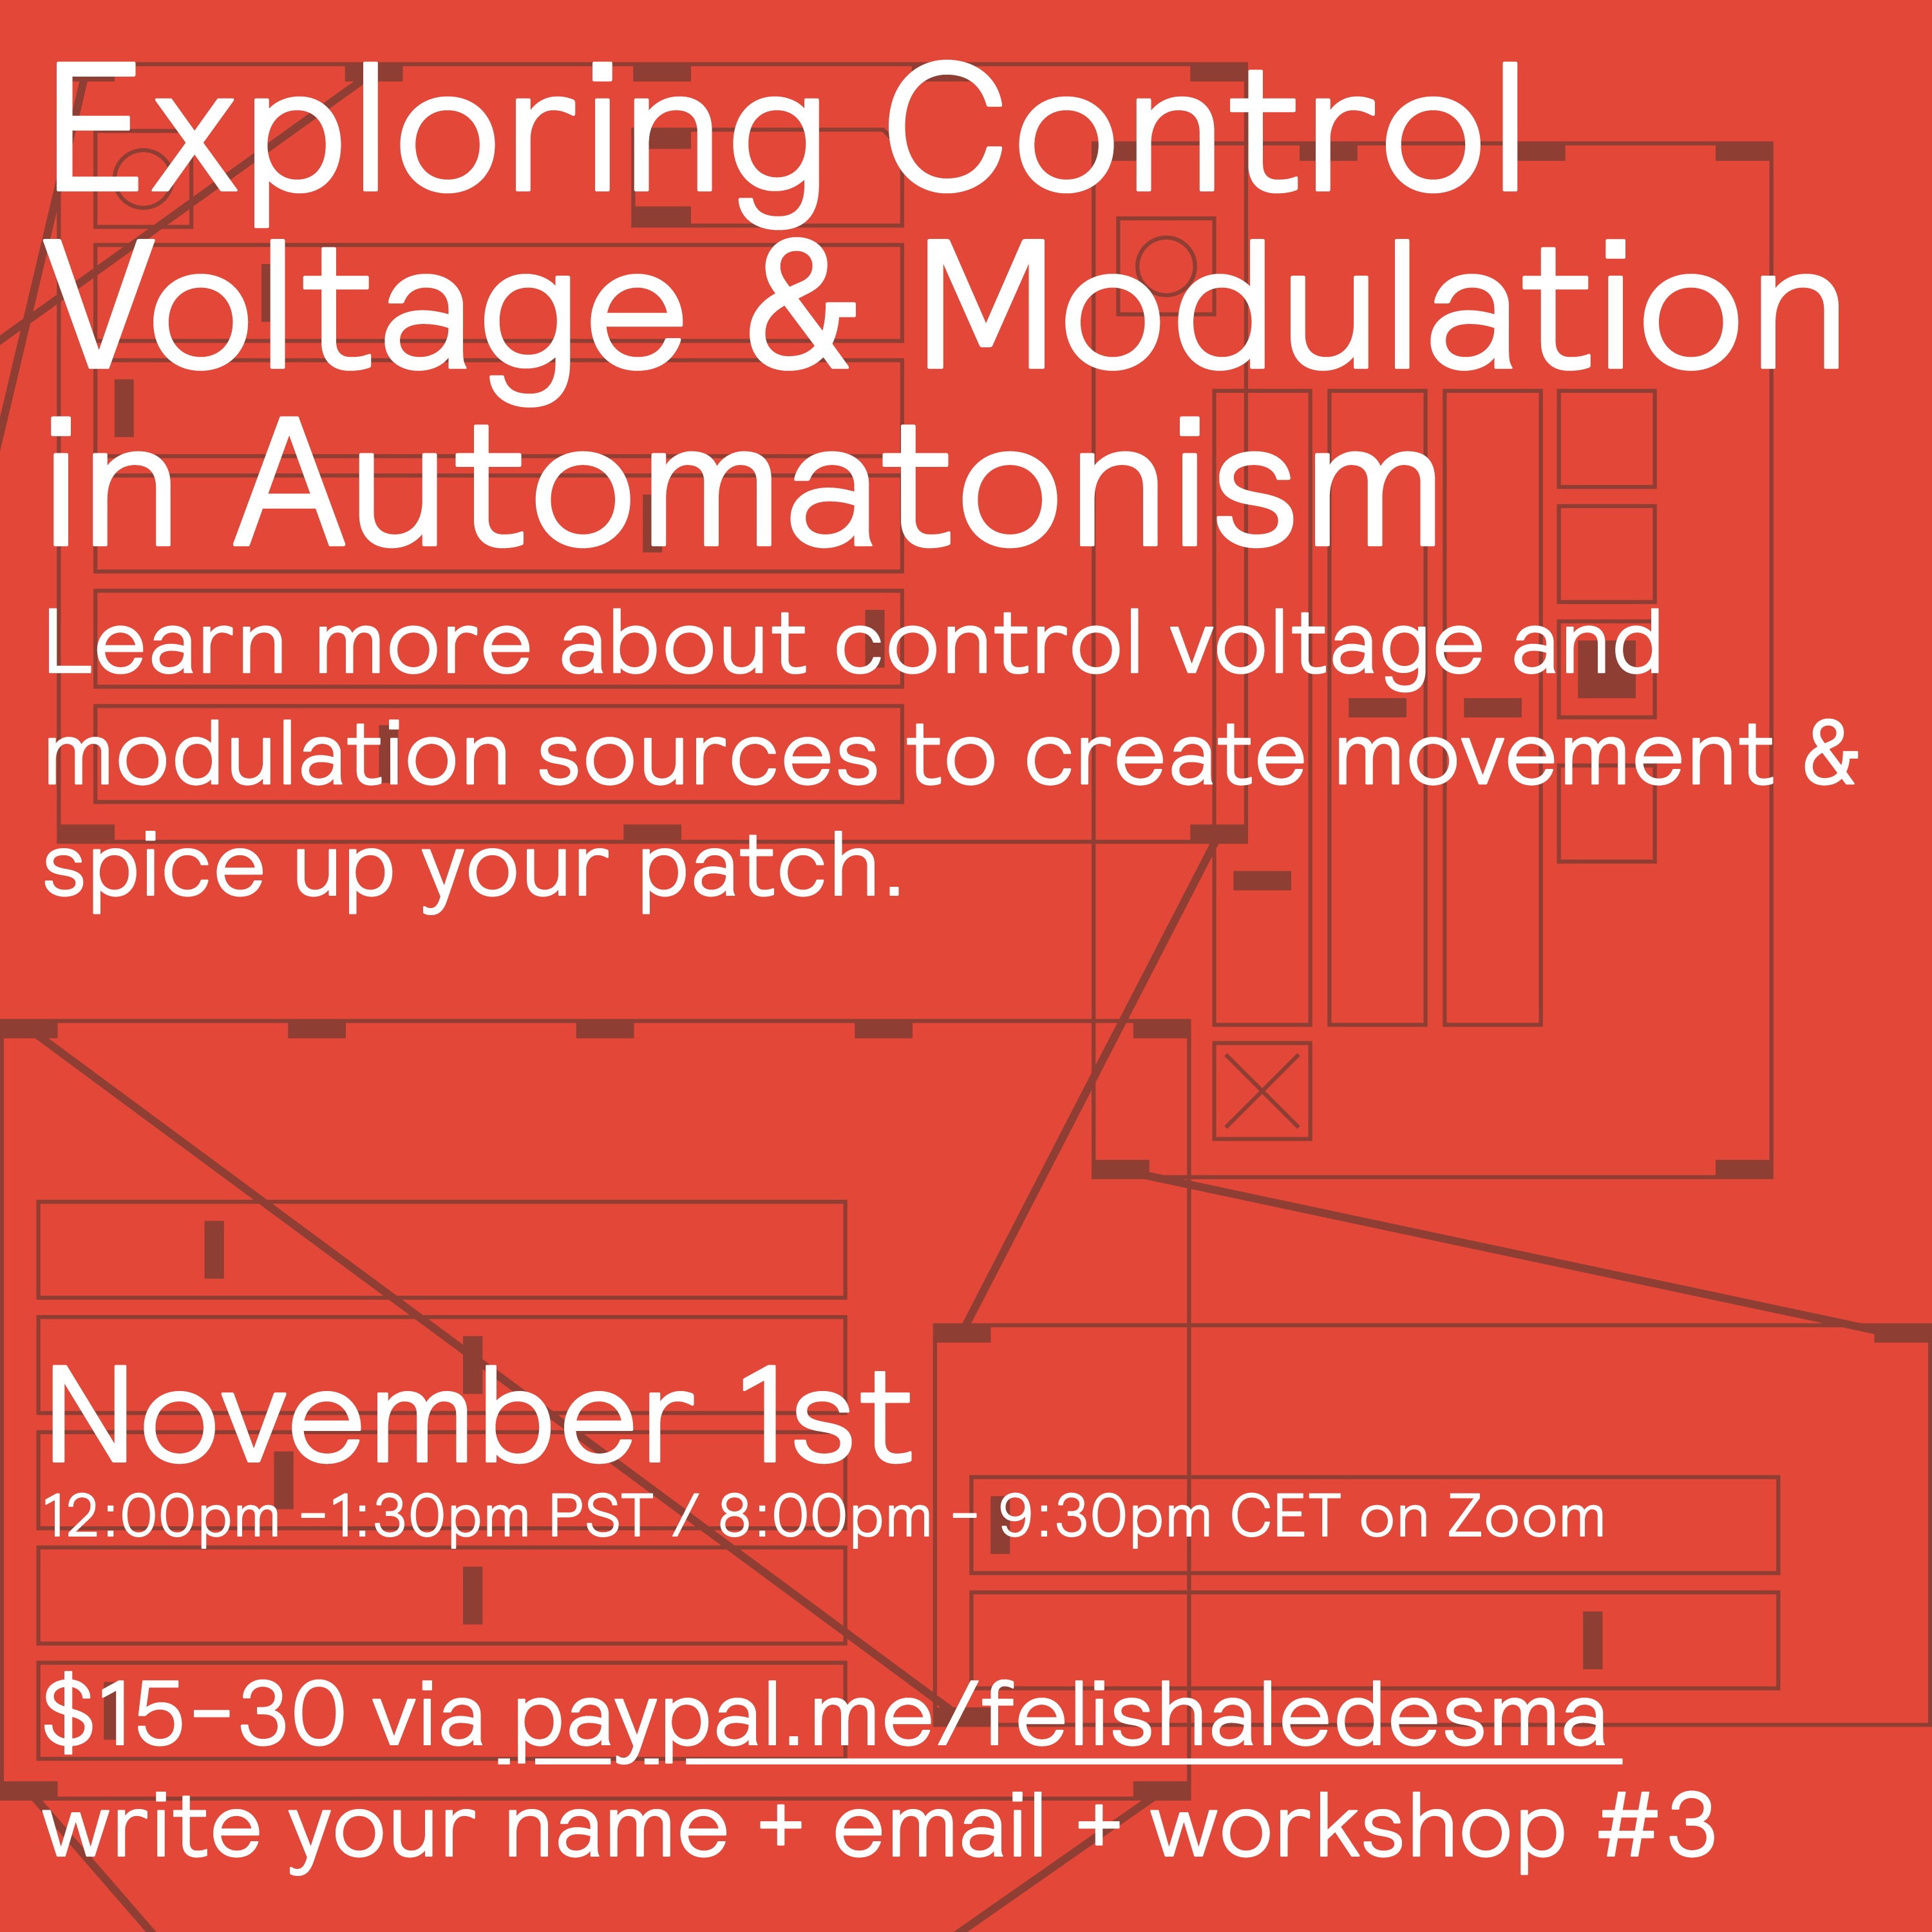 Exploring Control
Voltage & Modulation
in Automatonism
Learn more about control voltage and
modulation sources to create movement &
spice up your patch.
November 1st
12:00pm –1:30pm PST / 8:00pm – 9:30pm CET on Zoom
$15–30 via paypal.me/felishaledesma
write your name + email + workshop #3